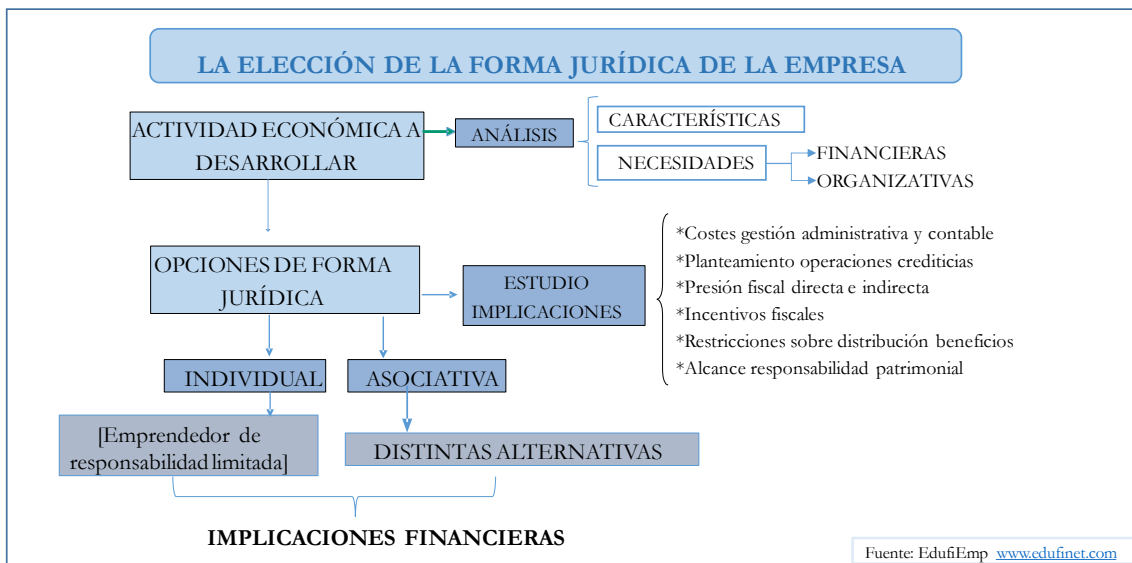 LA ELECCIÓN DE LA FORMA JURÍDICA DE LA EMPRESA
ACTIVIDAD ECONÓMICA A
DESARROLLAR
ANÁLISIS
CARACTERÍSTICAS
NECESIDADES
FINANCIERAS
ORGANIZATIVAS
OPCIONES DE FORMA
JURÍDICA
ESTUDIO
IMPLICACIONES
*Costes gestión administrativa y contable
*Planteamiento operaciones crediticias
*Presión fiscal directa e indirecta
*Incentivos fiscales
*Restricciones sobre distribución beneficios
*Alcance responsabilidad patrimonial
INDIVIDUAL
ASOCIATIVA
[Emprendedor de
responsabilidad limitada]
DISTINTAS ALTERNATIVAS
IMPLICACIONES FINANCIERAS
Fuente: EdufiEmp www.edufinet.com